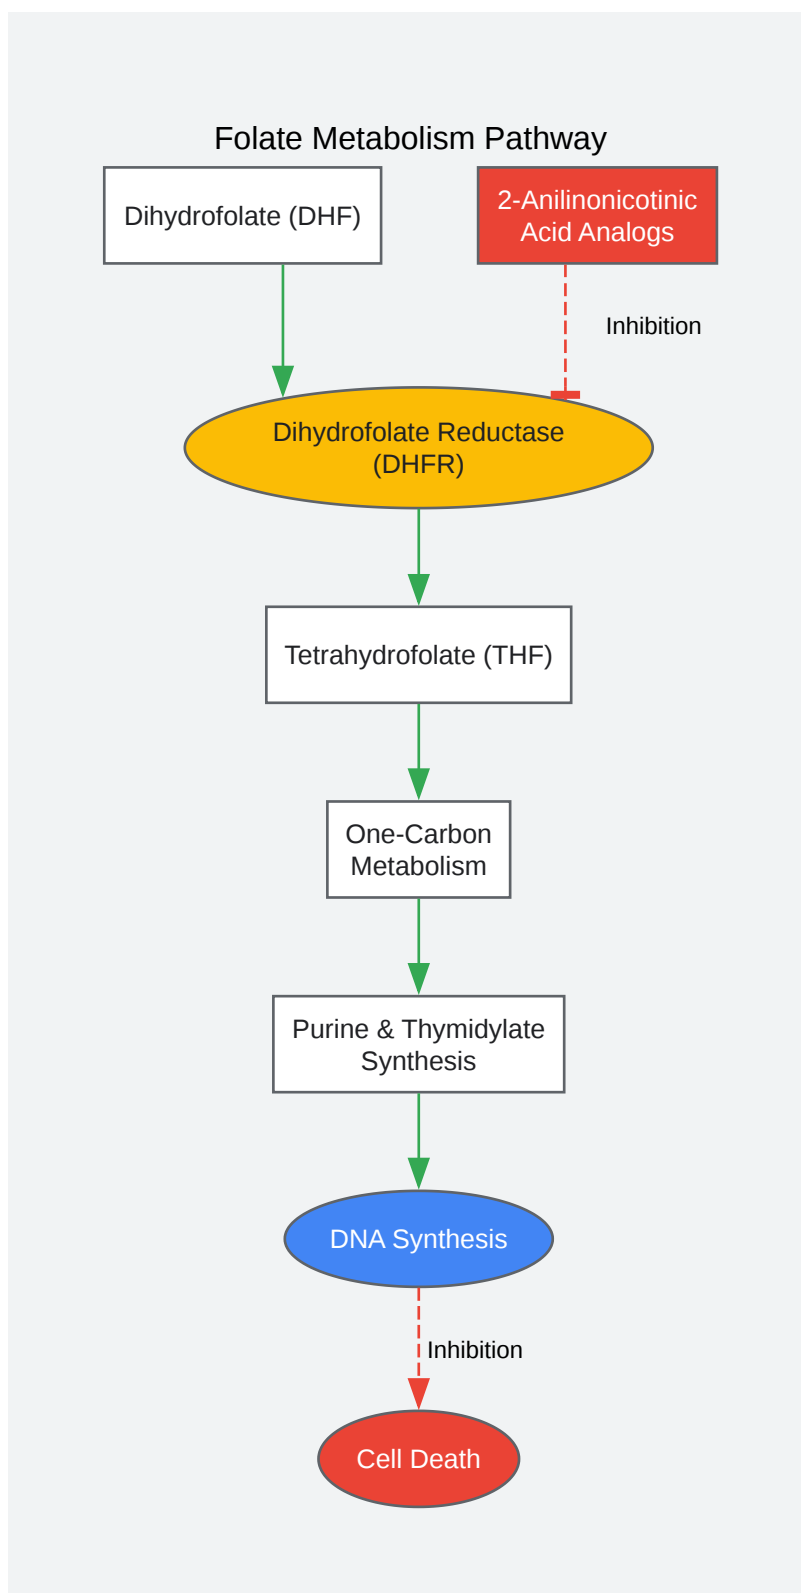 Folate Metabolism Pathway
Dihydrofolate (DHF)
2-Anilinonicotinic
Acid Analogs
Inhibition
Dihydrofolate Reductase
(DHFR)
Tetrahydrofolate (THF)
One-Carbon
Metabolism
Purine & Thymidylate
Synthesis
DNA Synthesis
Inhibition
Cell Death